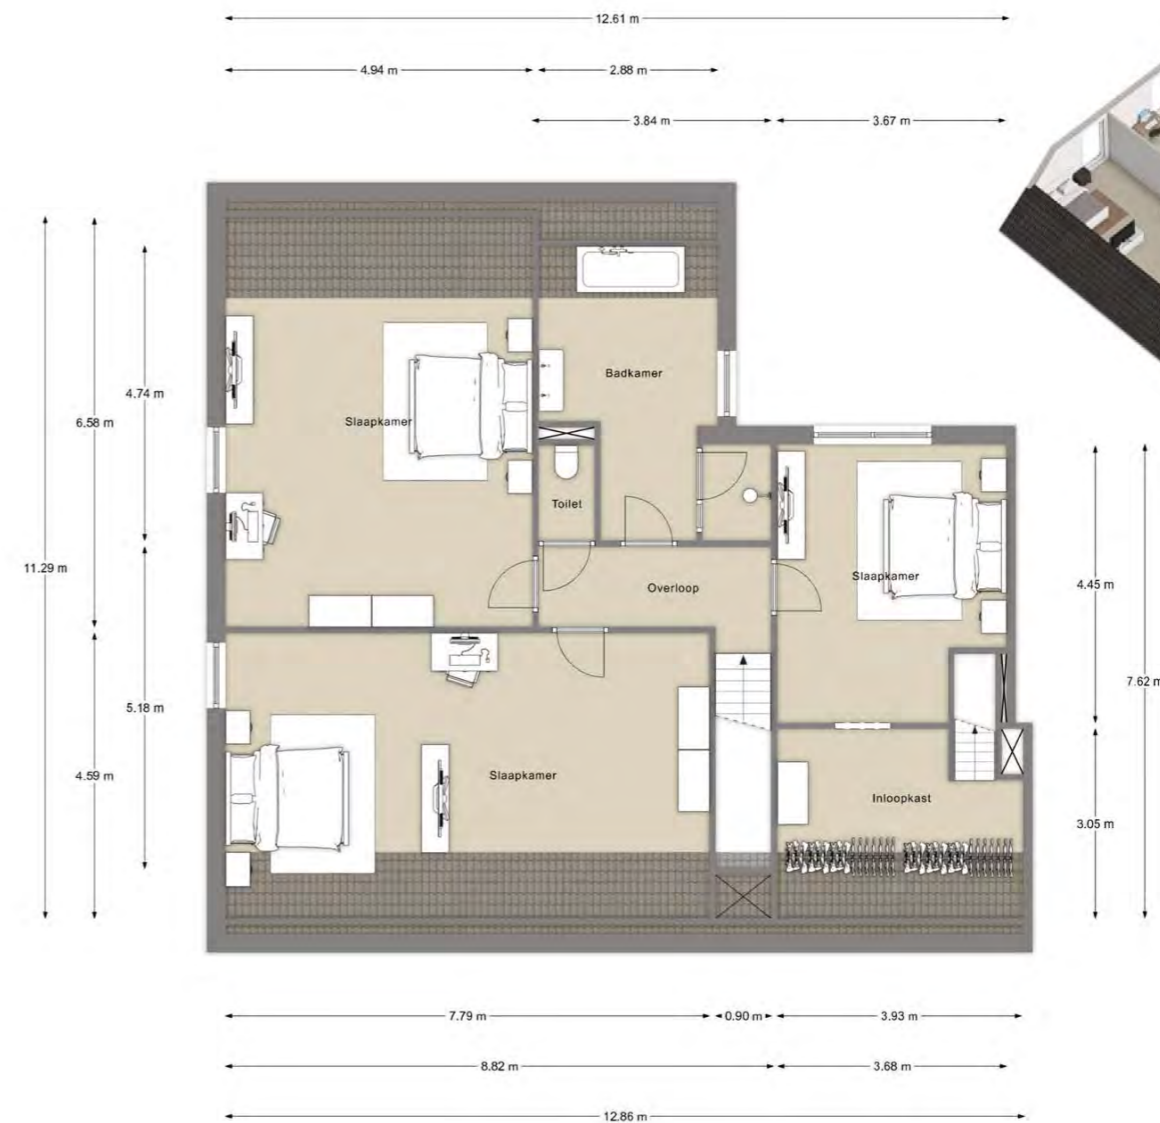 12.61 m
4.94 m
2.88 m
3.84 m
3.67 m
Badkamer
4.74 m
6.58 m
Slaapkamer
Toilet
11.29 m
Slaapkamer
4.45 m
Overloop
7.62 m
5.18 m
4.59 m
Slaapkamer
Inloopkast
3.05 m
7.79 m
0.90 m
3.93 m
8.82 m
3.68 m
12.86 m